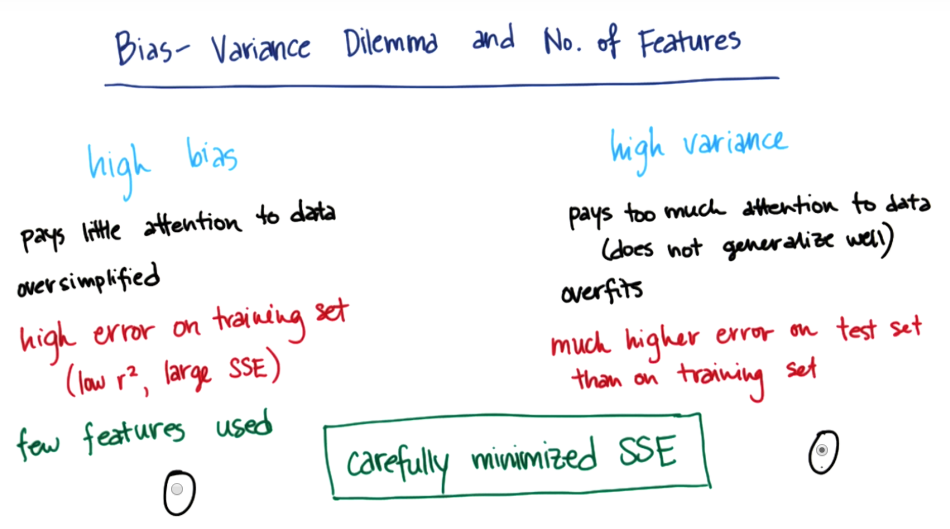 Bias-Variance Dilemma and No. of Features
high bias
pays little attention to data
oversimplified
high error on training set
(low r², large SSE)
few features used
high variance
pays too much attention to data
(does not generalize well)
overfits
much higher error on test set
than on training set
carefully minimized SSE